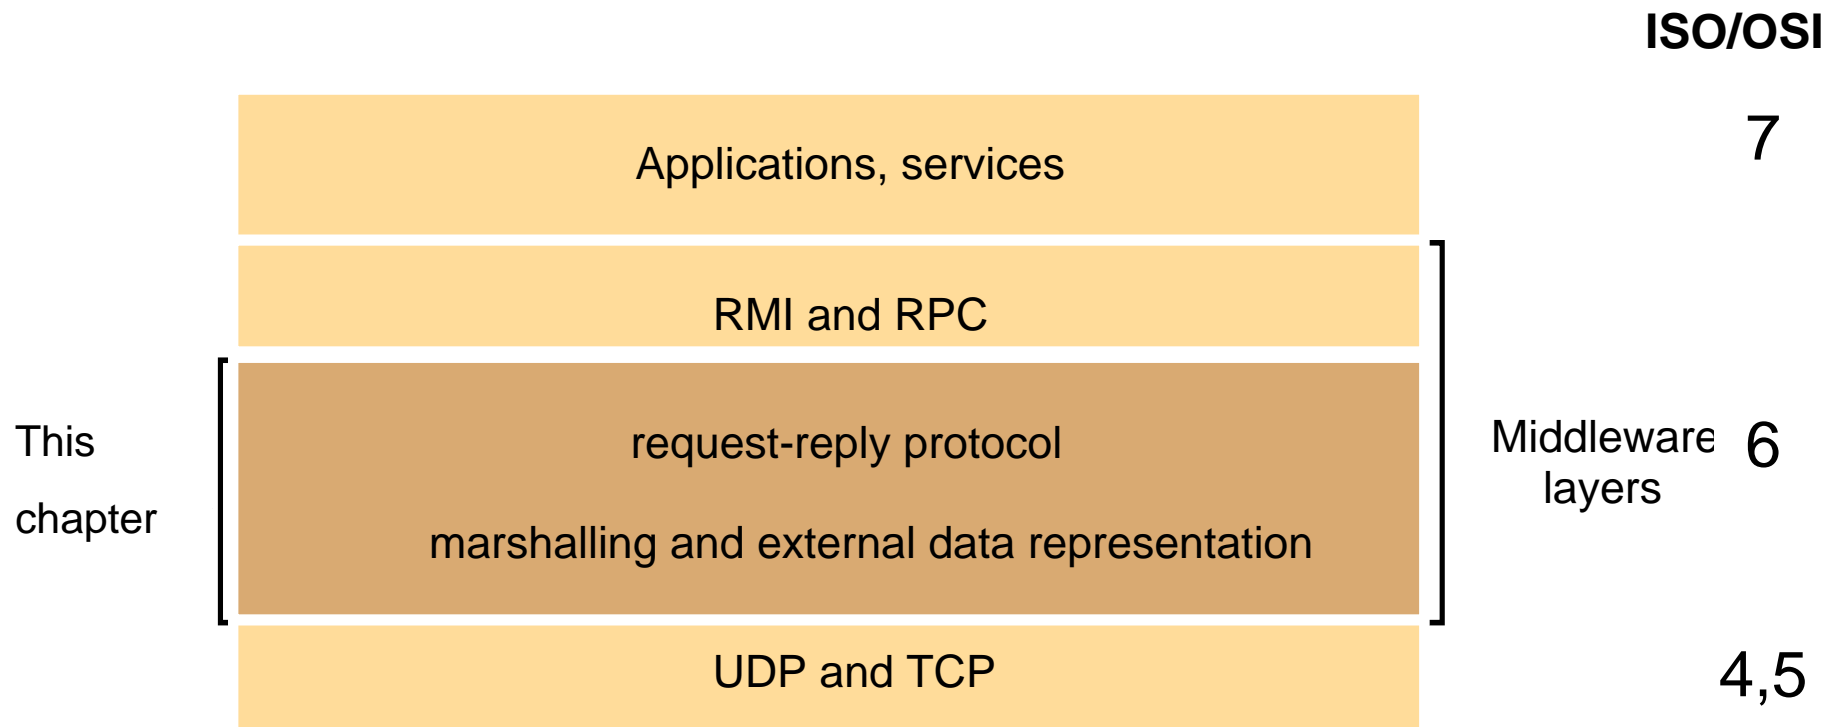 ISO/OSI
Applications, services
7
RMI and RPC
This
chapter
request-reply protocol
marshalling and external data representation
Middleware
layers
6
UDP and TCP
4,5